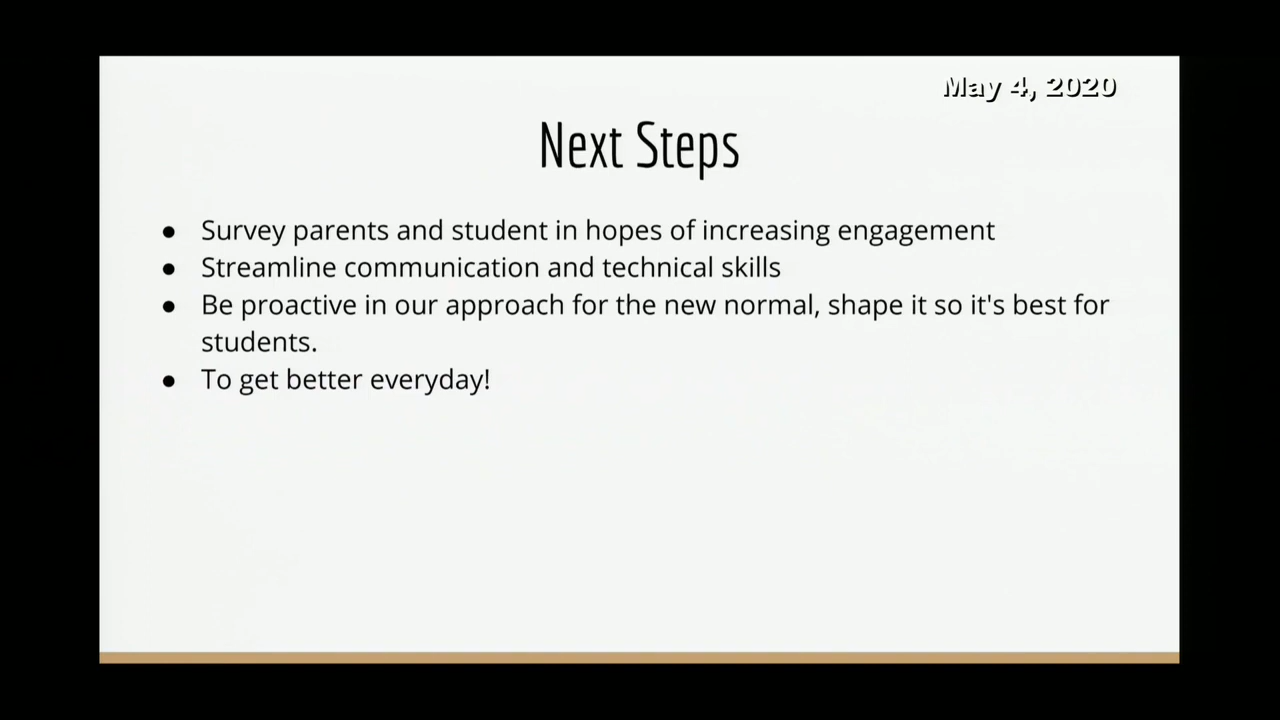 May 4, 2020
Next Steps
● Survey parents and student in hopes of increasing engagement
● Streamline communication and technical skills
● Be proactive in our approach for the new normal, shape it so it's best for
students.
● To get better everyday!